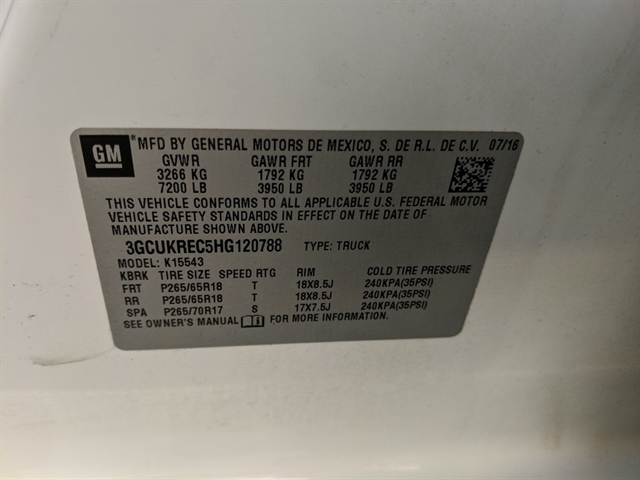 GM
® MFD BY GENERAL MOTORS DE MEXICO, S. DE R.L. DE C.V. 07/16
GVWR GAWR FRT GAWR RR
3266 KG 1792 KG 1792 KG
7200 LB 3950 LB 3950 LB
THIS VEHICLE CONFORMS TO ALL APPLICABLE U.S. FEDERAL MOTOR
VEHICLE SAFETY STANDARDS IN EFFECT ON THE DATE OF
MANUFACTURE SHOWN ABOVE.
3GCUKREC5HG120788 TYPE: TRUCK
MODEL: K15543
KBRK TIRE SIZE SPEED RTG RIM COLD TIRE PRESSURE
FRT P265/65R18 T 18X8.5J 240KPA(35PSI)
RR P265/65R18 T 18X8.5J 240KPA(35PSI)
SPA P265/70R17 S 17X7.5J 240KPA(35PSI)
SEE OWNER'S MANUAL FOR MORE INFORMATION.